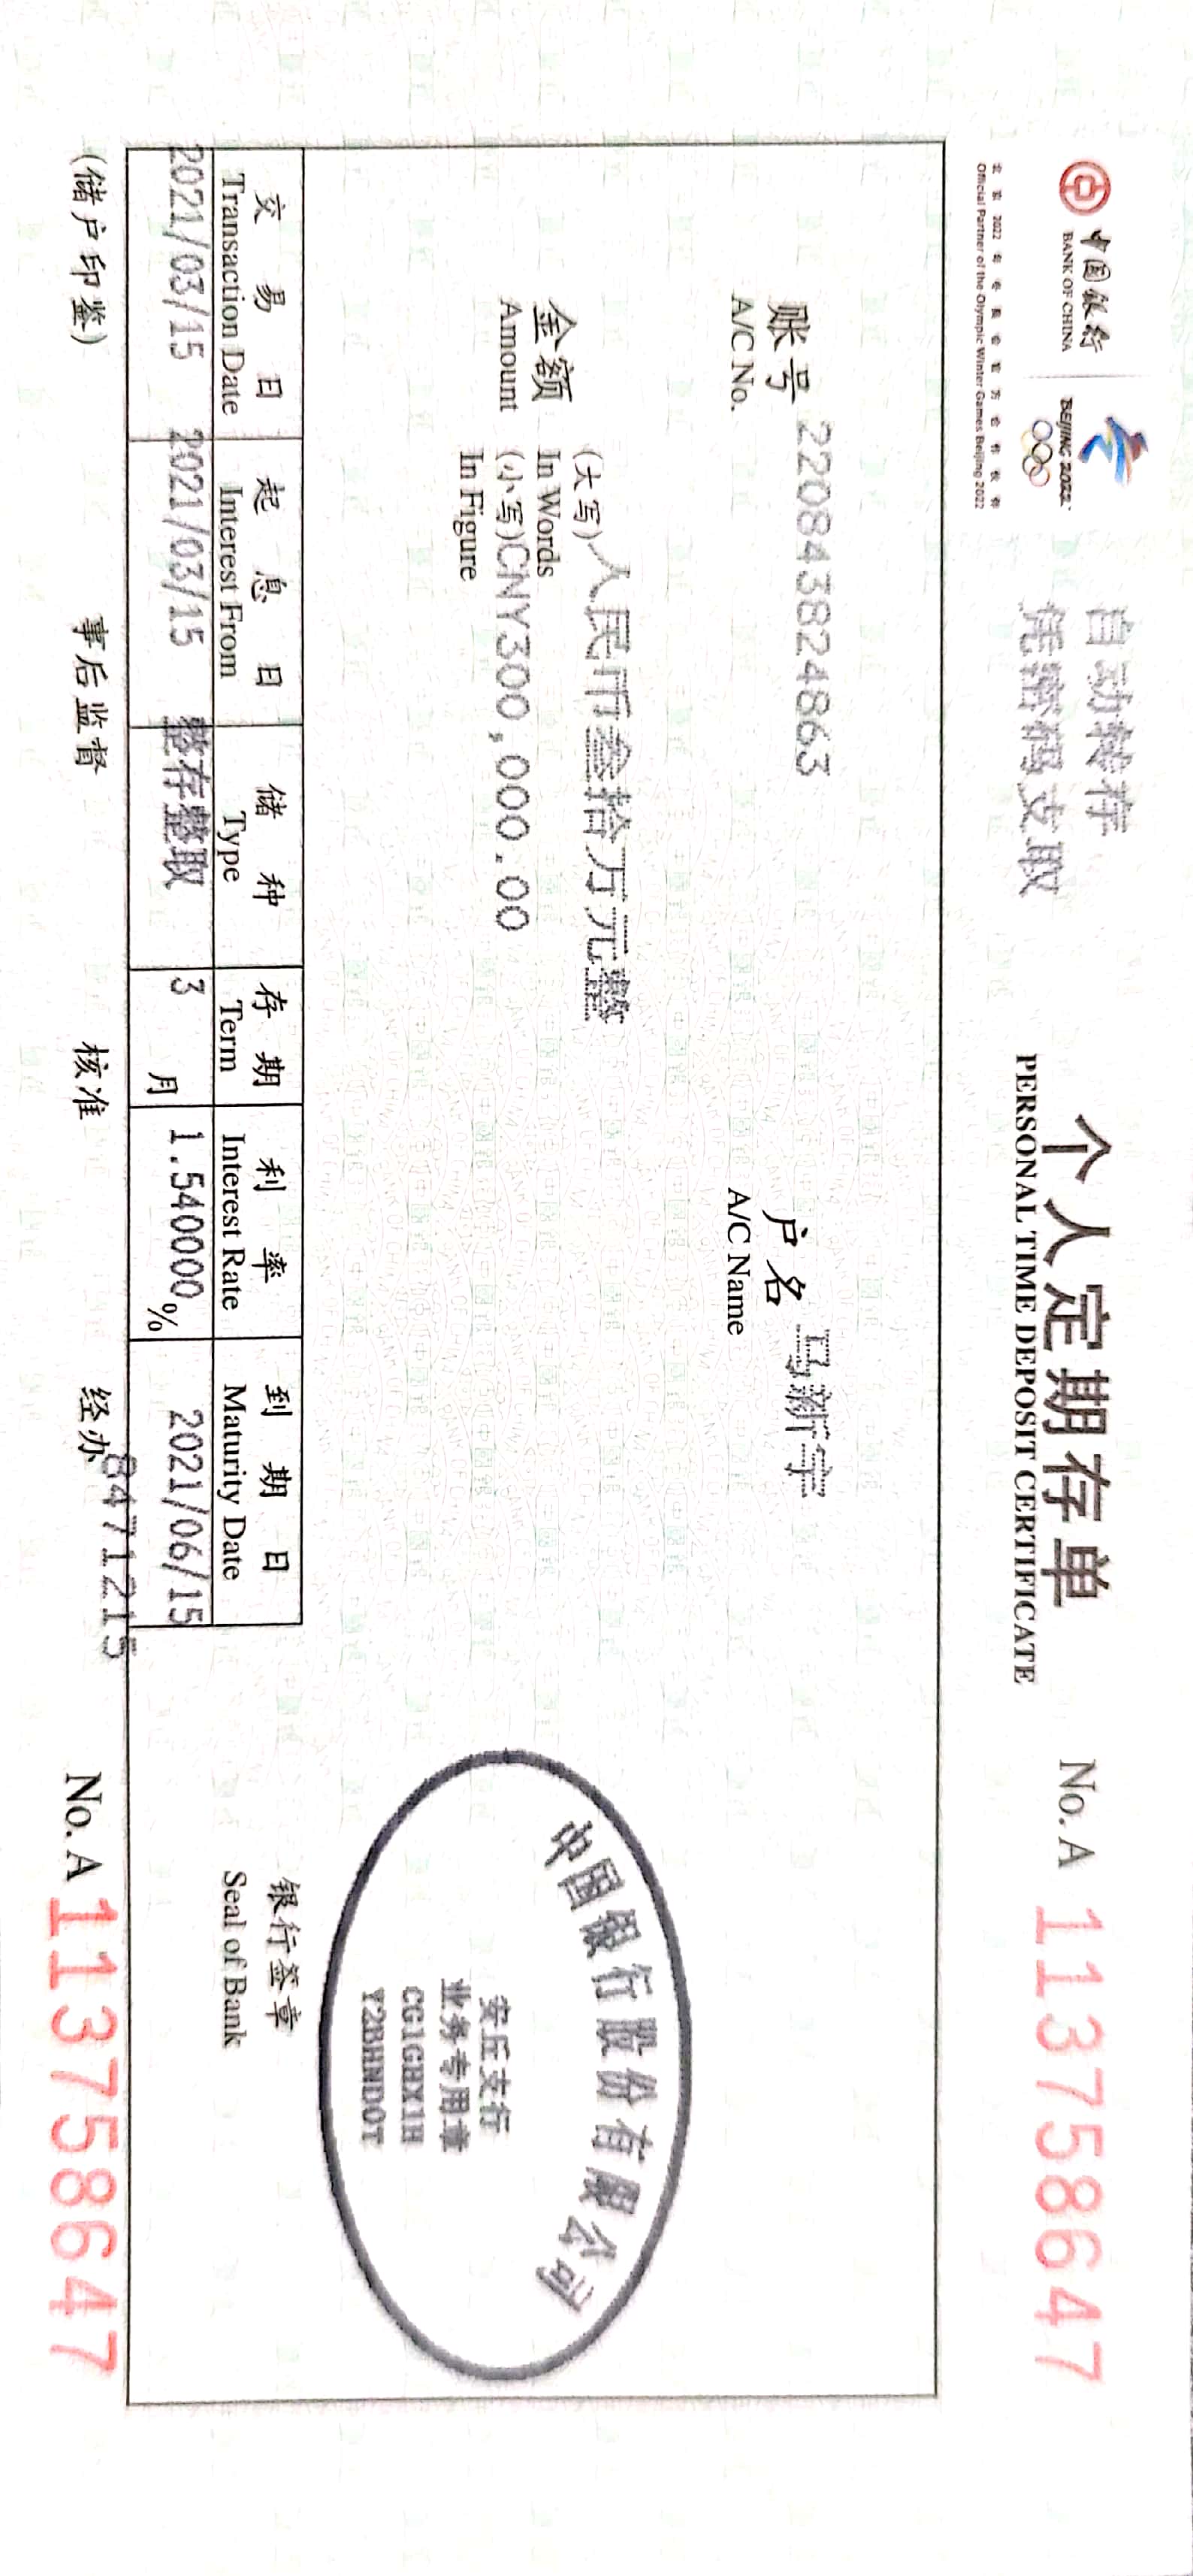 中国银行
BANK OF CHINA
BEIJING 2022
北京2022年冬奥会官方合作伙伴
Official Partner of the Olympic Winter Games Beijing 2022
自动转存
凭密码支取
个人定期存单
PERSONAL TIME DEPOSIT CERTIFICATE
No. A 113758647
账号 220843824863
A/C No.
户名 马新宇
A/C Name
金额
Amount
(大写)人民币叁拾万元整
In Words
(小写)CNY300,000.00
In Figure
中国银行股份有限公司
安丘支行
业务专用章
CG1GHX1H
Y2BHND0T
银行签章
Seal of Bank
交易日 起息日 储种 存期 利率 到期日
Transaction Date Interest From Type Term Interest Rate Maturity Date
2021/03/15 2021/03/15 整存整取 3 月 1.540000% 2021/06/15
(储户印鉴) 事后监督 核准 经办 8471215
No. A 113758647